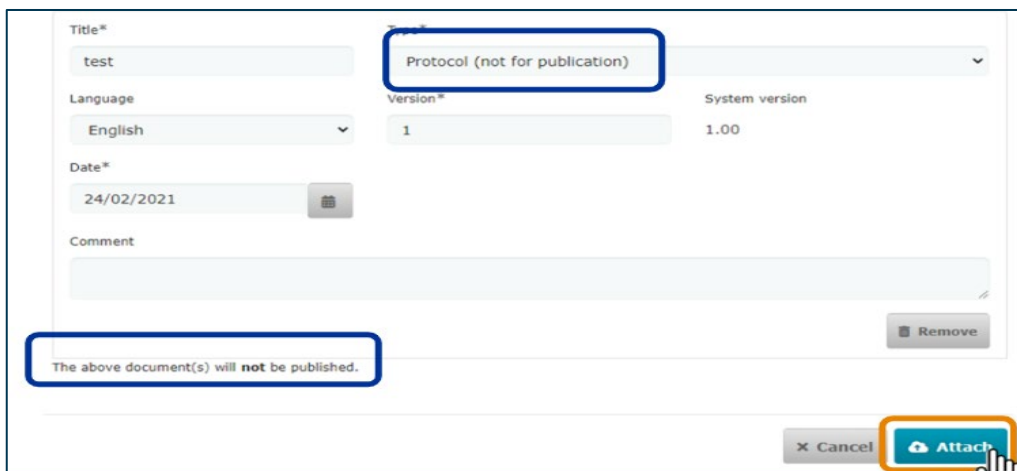 Title* Type*
test Protocol (not for publication)
Language Version* System version
English 1 1.00
Date*
24/02/2021
Comment
Remove
The above document(s) will not be published.
Cancel Attach